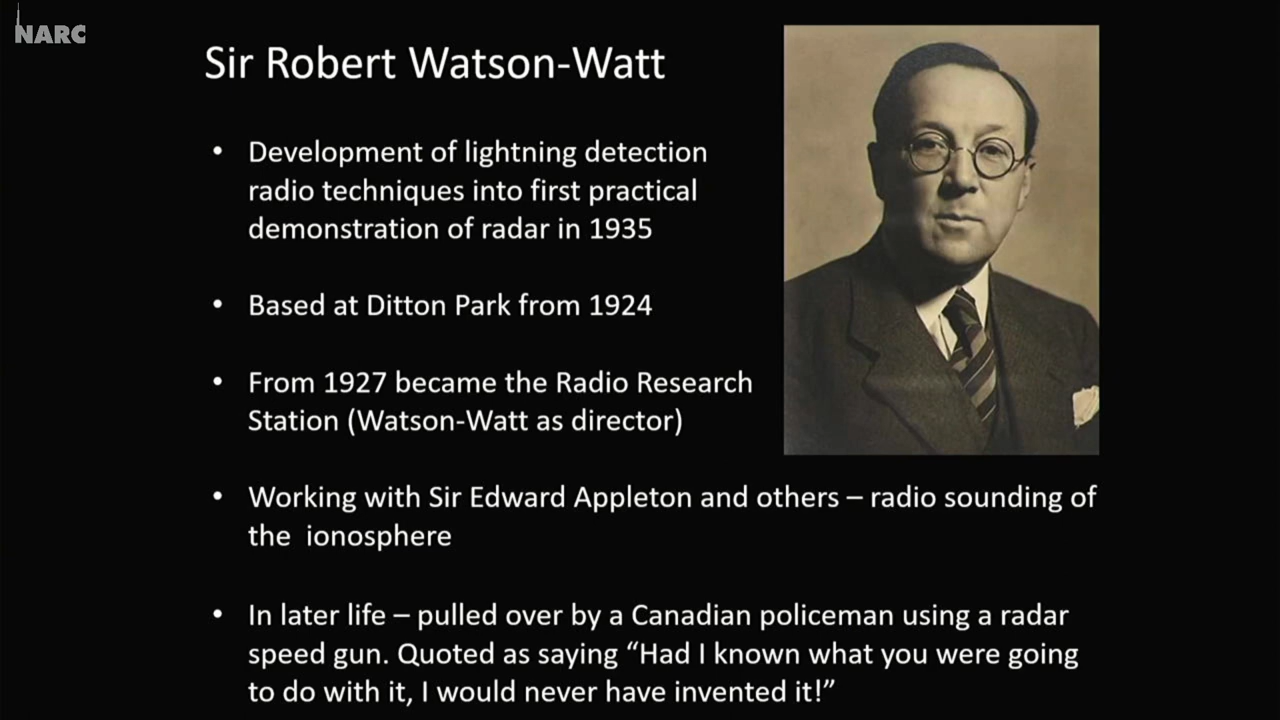 NARC
Sir Robert Watson-Watt
• Development of lightning detection
radio techniques into first practical
demonstration of radar in 1935
• Based at Ditton Park from 1924
• From 1927 became the Radio Research
Station (Watson-Watt as director)
• Working with Sir Edward Appleton and others – radio sounding of
the  ionosphere
• In later life – pulled over by a Canadian policeman using a radar
speed gun. Quoted as saying “Had I known what you were going
to do with it, I would never have invented it!”